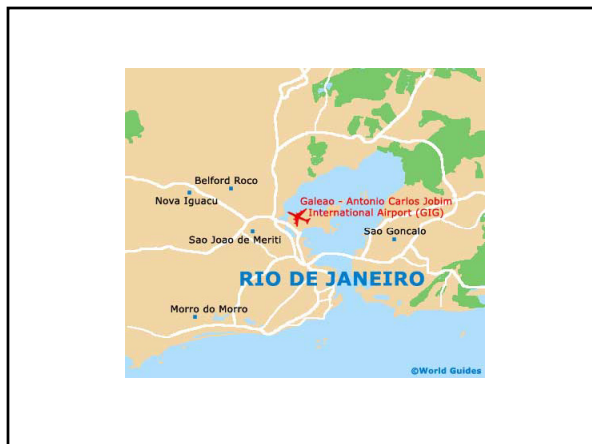 Belford Roco
Nova Iguacu
Galeao - Antonio Carlos Jobim
International Airport (GIG)
Sao Joao de Meriti
Sao Goncalo
RIO DE JANEIRO
Morro do Morro
©World Guides